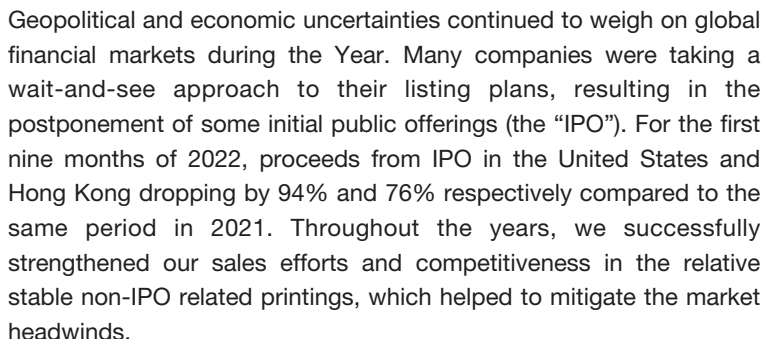 Geopolitical and economic uncertainties continued to weigh on global
financial markets during the Year. Many companies were taking a
wait-and-see approach to their listing plans, resulting in the
postponement of some initial public offerings (the “IPO”). For the first
nine months of 2022, proceeds from IPO in the United States and
Hong Kong dropping by 94% and 76% respectively compared to the
same period in 2021. Throughout the years, we successfully
strengthened our sales efforts and competitiveness in the relative
stable non-IPO related printings, which helped to mitigate the market
headwinds.